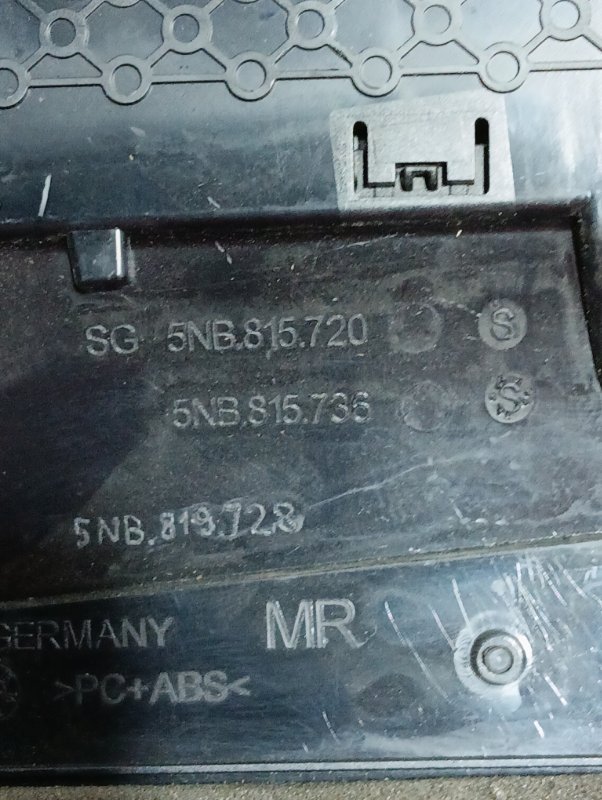 SG 5NB.815.720 S
5NB.815.736 S
5NB.819.728
GERMANY MR
>PC+ABS<